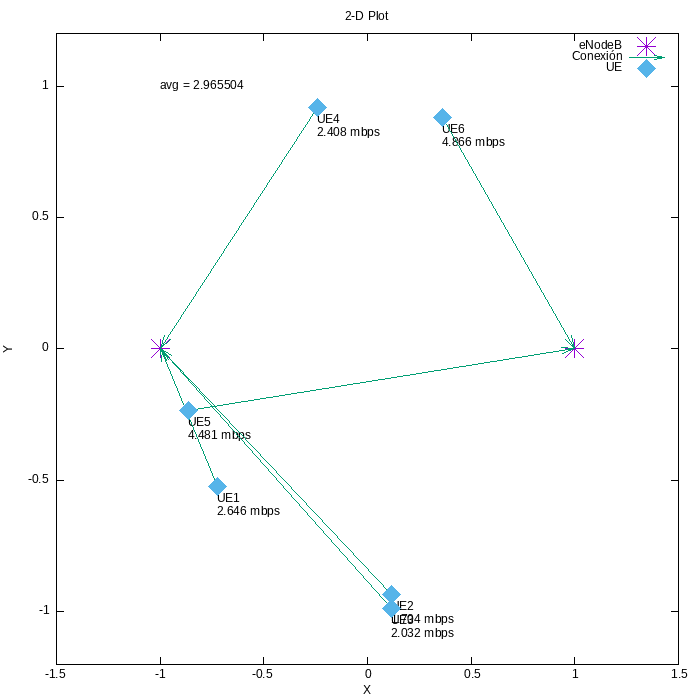 2-D Plot
eNodeB
Conexión
UE
avg = 2.965504
1
0.5
0
-0.5
-1
Y
UE4
2.408 mbps
UE6
4.866 mbps
UE5
4.481 mbps
UE1
2.646 mbps
UE2
mbps
UE3
2.032 mbps
-1.5
-1
-0.5
0
0.5
1
1.5
X